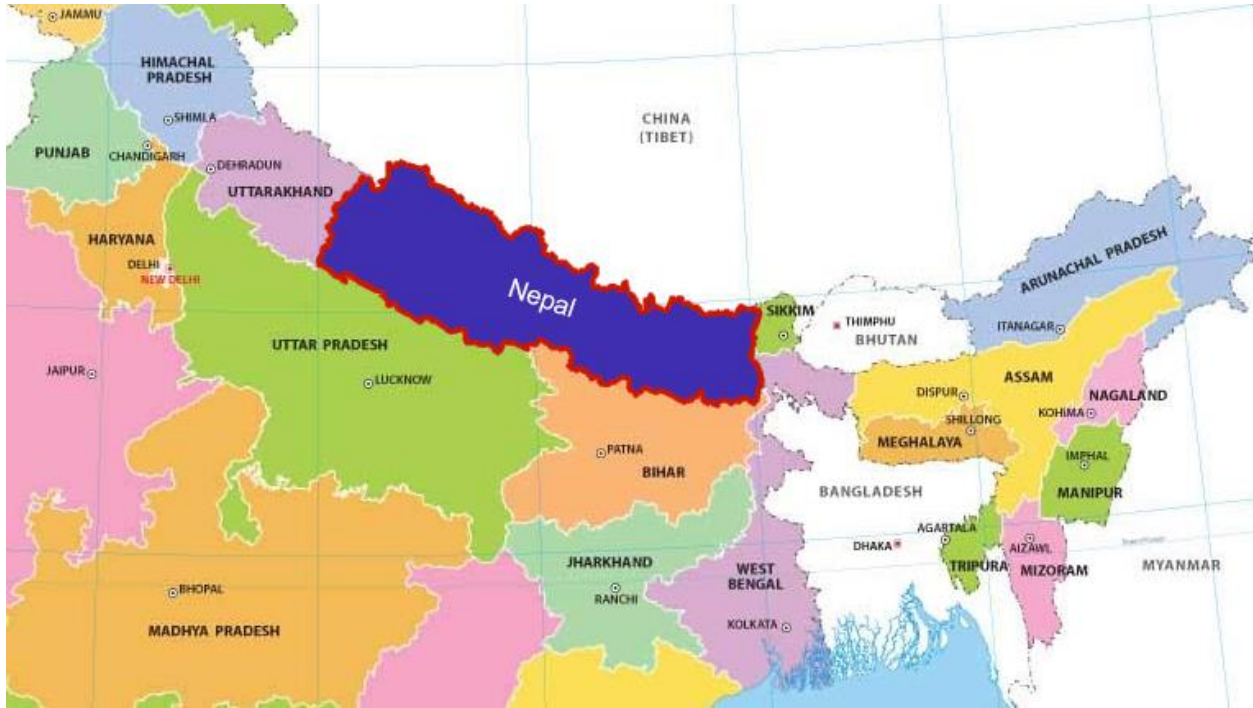 JAMMU
HIMACHAL
PRADESH
SHIMLA
CHINA
(TIBET)
PUNJAB
CHANDIGARH
DEHRADUN
UTTARAKHAND
HARYANA
DELHI
NEW DELHI
Nepal
ARUNACHAL PRADESH
SIKKIM
THIMPHU
BHUTAN
ITANAGAR
UTTAR PRADESH
JAIPUR
LUCKNOW
ASSAM
DISPUR
NAGALAND
KOHIMA
SHILLONG
MEGHALAYA
PATNA
BIHAR
IMPHAL
MANIPUR
BANGLADESH
AGARTALA
DHAKA
AIZAWL
TRIPURA
MIZORAM
MYANMAR
JHARKHAND
RANCHI
WEST
BENGAL
BHOPAL
MADHYA PRADESH
KOLKATA